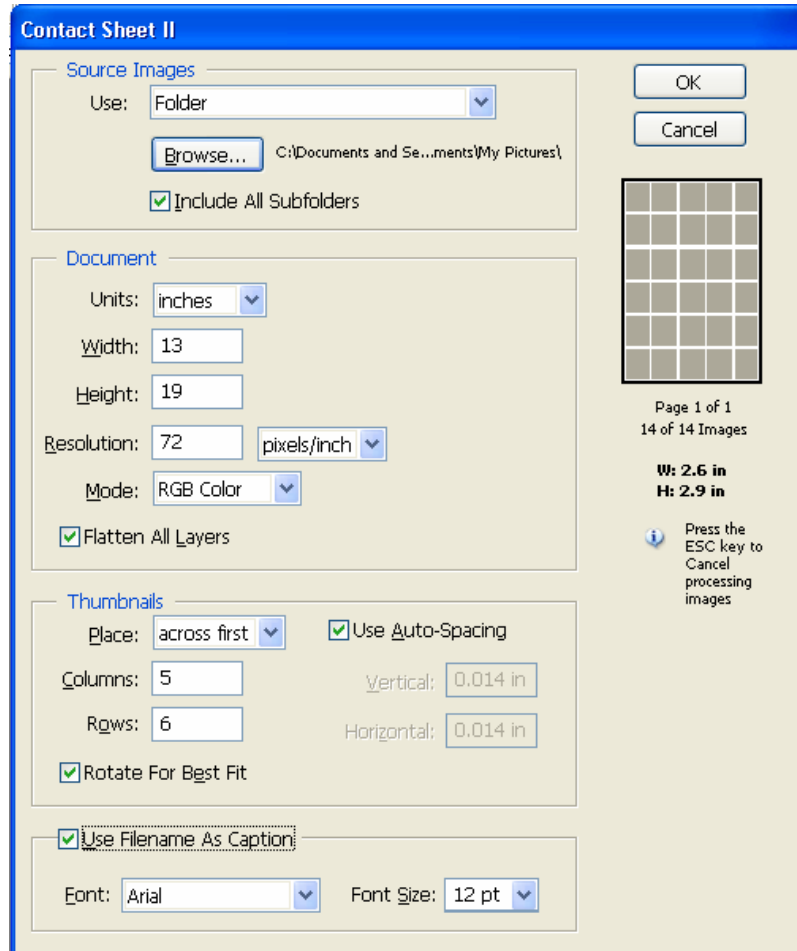 Contact Sheet II
Source Images
Use: Folder
Browse... C:\Documents and Se...ments\My Pictures\
Include All Subfolders
OK
Cancel
Document
Units: inches
Width: 13
Height: 19
Resolution: 72 pixels/inch
Mode: RGB Color
Flatten All Layers
Page 1 of 1
14 of 14 Images
W: 2.6 in
H: 2.9 in
Press the
ESC key to
Cancel
processing
images
Thumbnails
Place: across first Use Auto-Spacing
Columns: 5 Vertical: 0.014 in
Rows: 6 Horizontal: 0.014 in
Rotate For Best Fit
Use Filename As Caption
Font: Arial Font Size: 12 pt